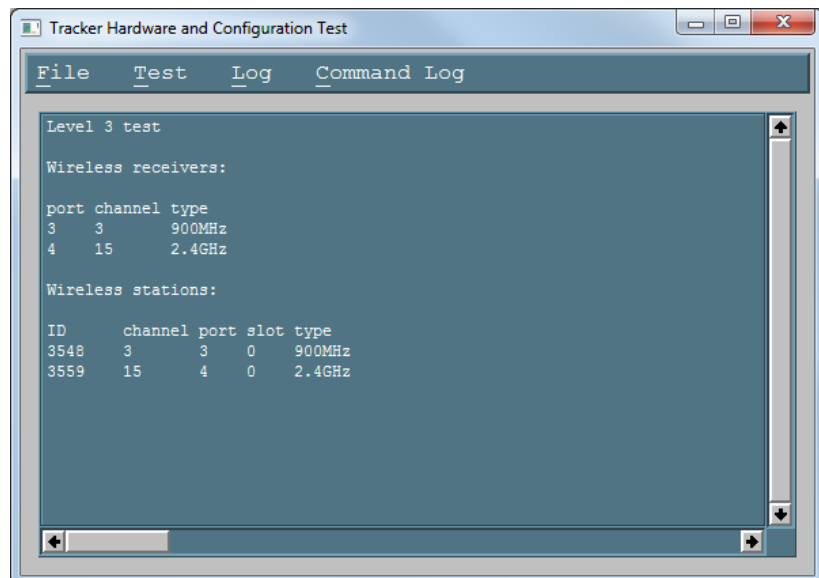 Tracker Hardware and Configuration Test
File Test Log Command Log
Level 3 test
Wireless receivers:
port channel type
3 3 900MHz
4 15 2.4GHz
Wireless stations:
ID channel port slot type
3548 3 3 0 900MHz
3559 15 4 0 2.4GHz